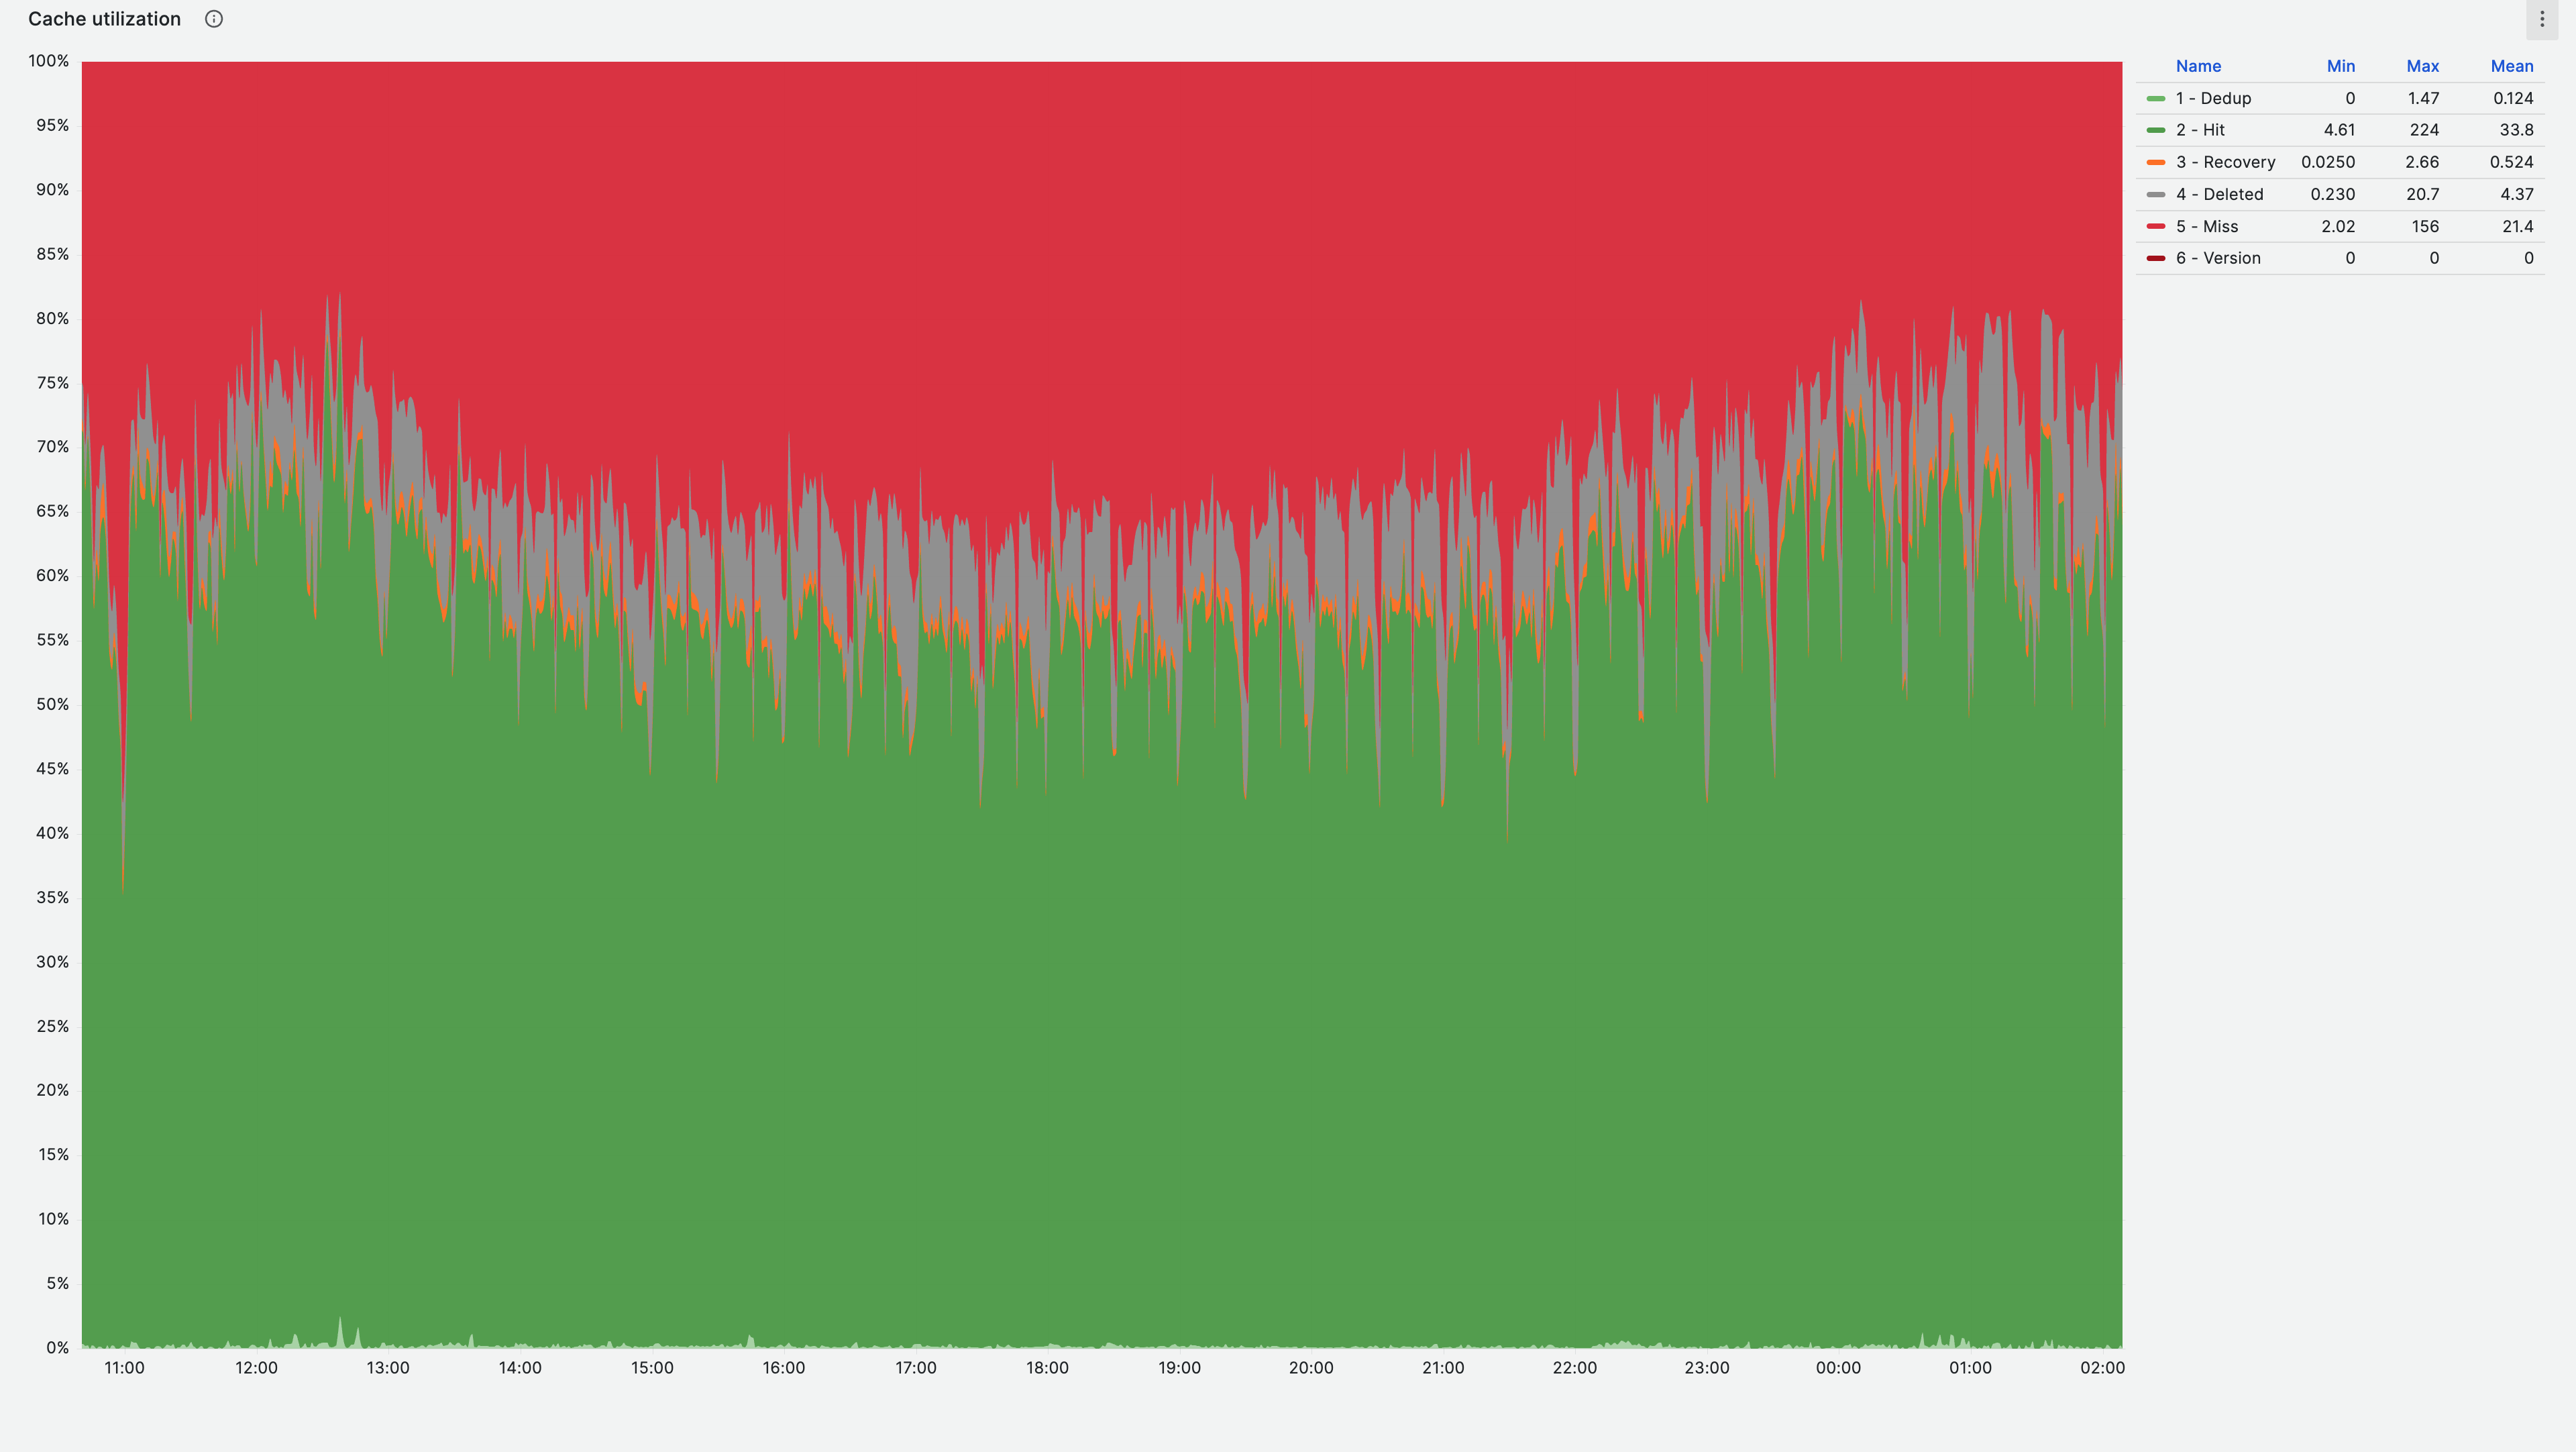 Cache utilization
100%
95%
90%
85%
80%
75%
70%
65%
60%
55%
50%
45%
40%
35%
30%
25%
20%
15%
10%
5%
0%
11:00 12:00 13:00 14:00 15:00 16:00 17:00 18:00 19:00 20:00 21:00 22:00 23:00 00:00 01:00 02:00
Name Min Max Mean
1 - Dedup 0 1.47 0.124
2 - Hit 4.61 224 33.8
3 - Recovery 0.0250 2.66 0.524
4 - Deleted 0.230 20.7 4.37
5 - Miss 2.02 156 21.4
6 - Version 0 0 0